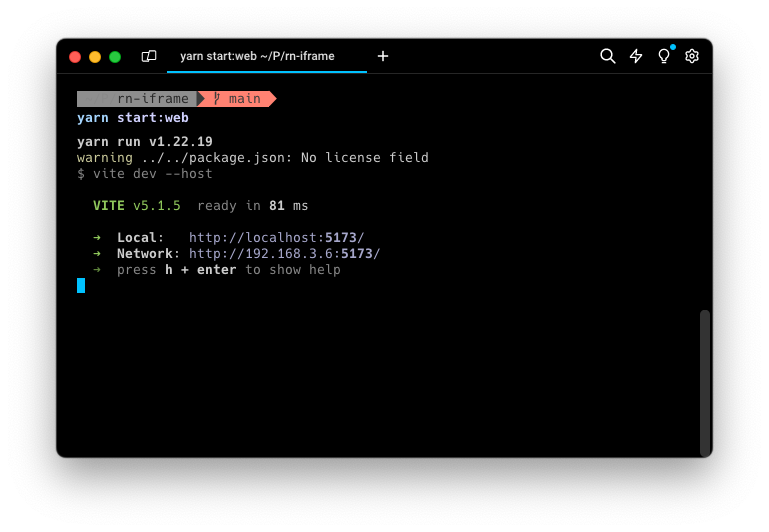 yarn start:web ~/P/rn-iframe
rn-iframe main
yarn start:web
yarn run v1.22.19
warning ../../package.json: No license field
$ vite dev --host
VITE v5.1.5 ready in 81 ms
➜ Local: http://localhost:5173/
➜ Network: http://192.168.3.6:5173/
➜ press h + enter to show help